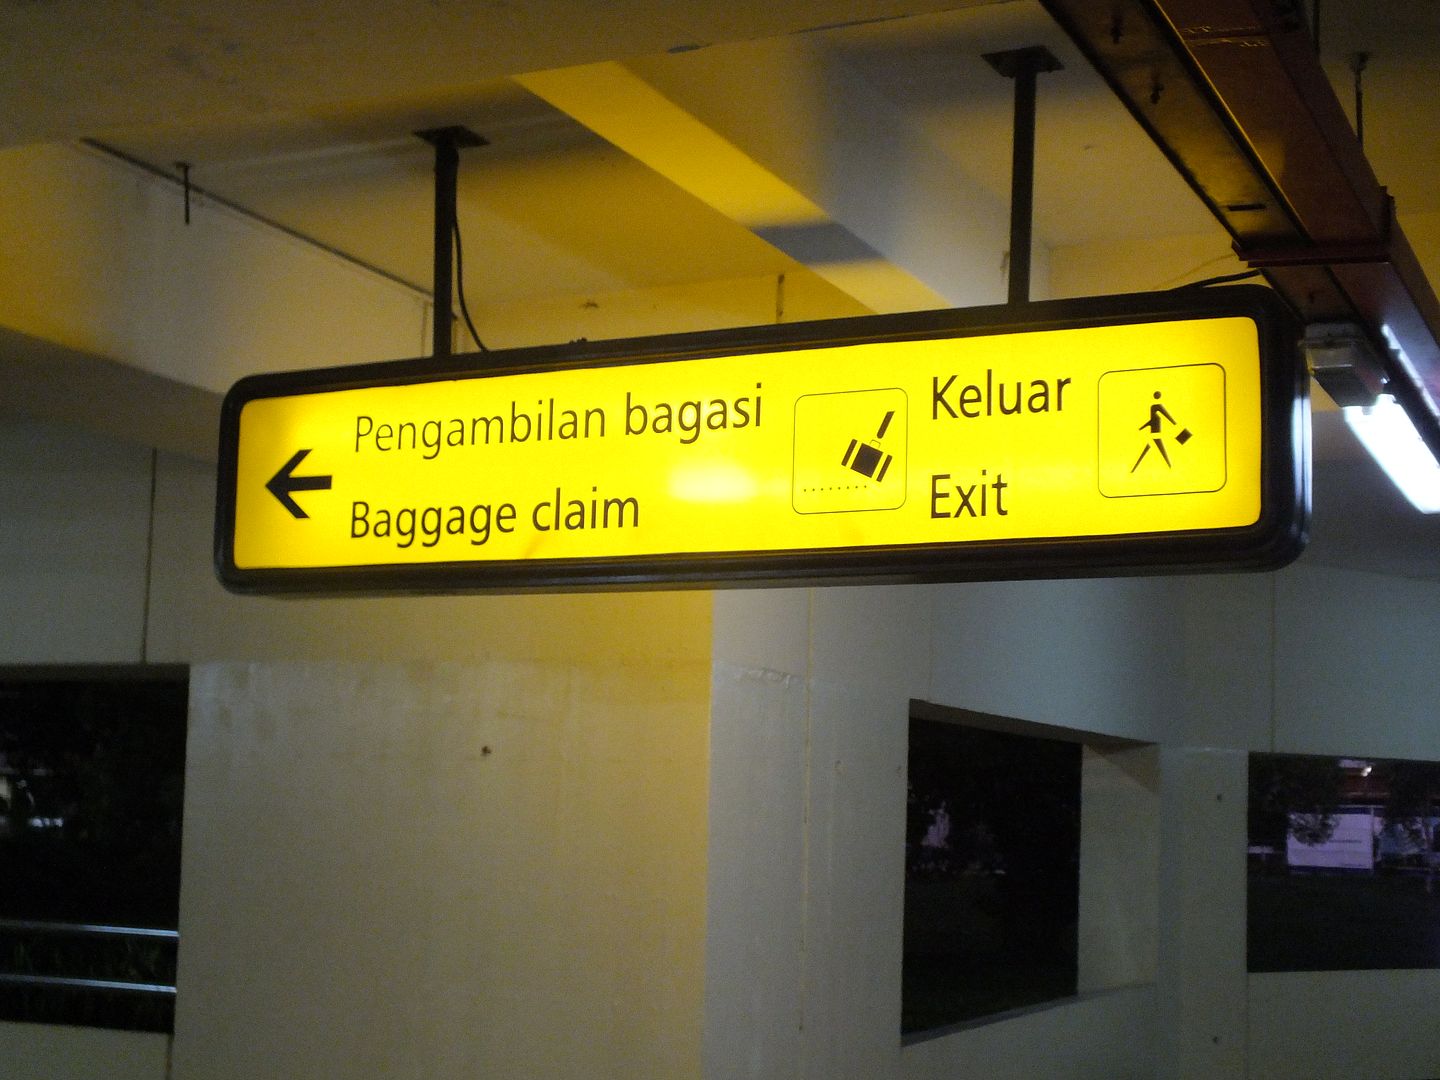 Pengambilan bagasi
Baggage claim
Keluar
Exit